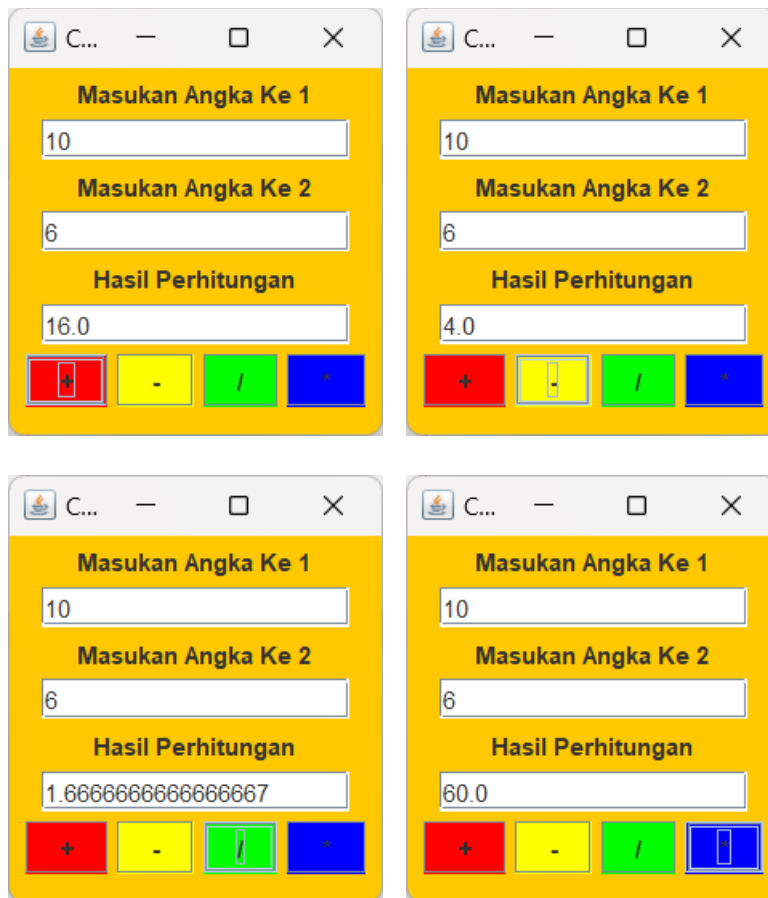 C...
Masukan Angka Ke 1
10
Masukan Angka Ke 2
6
Hasil Perhitungan
16.0
+ - / *
C...
Masukan Angka Ke 1
10
Masukan Angka Ke 2
6
Hasil Perhitungan
4.0
+ - / *
C...
Masukan Angka Ke 1
10
Masukan Angka Ke 2
6
Hasil Perhitungan
1.6666666666666667
+ - / *
C...
Masukan Angka Ke 1
10
Masukan Angka Ke 2
6
Hasil Perhitungan
60.0
+ - / *